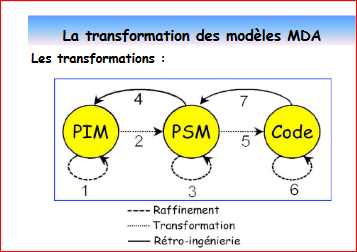 La transformation des modèles MDA
Les transformations :
4
7
PIM
PSM
Code
2
5
1
3
6
Raffinement
Transformation
Rétro-ingénierie